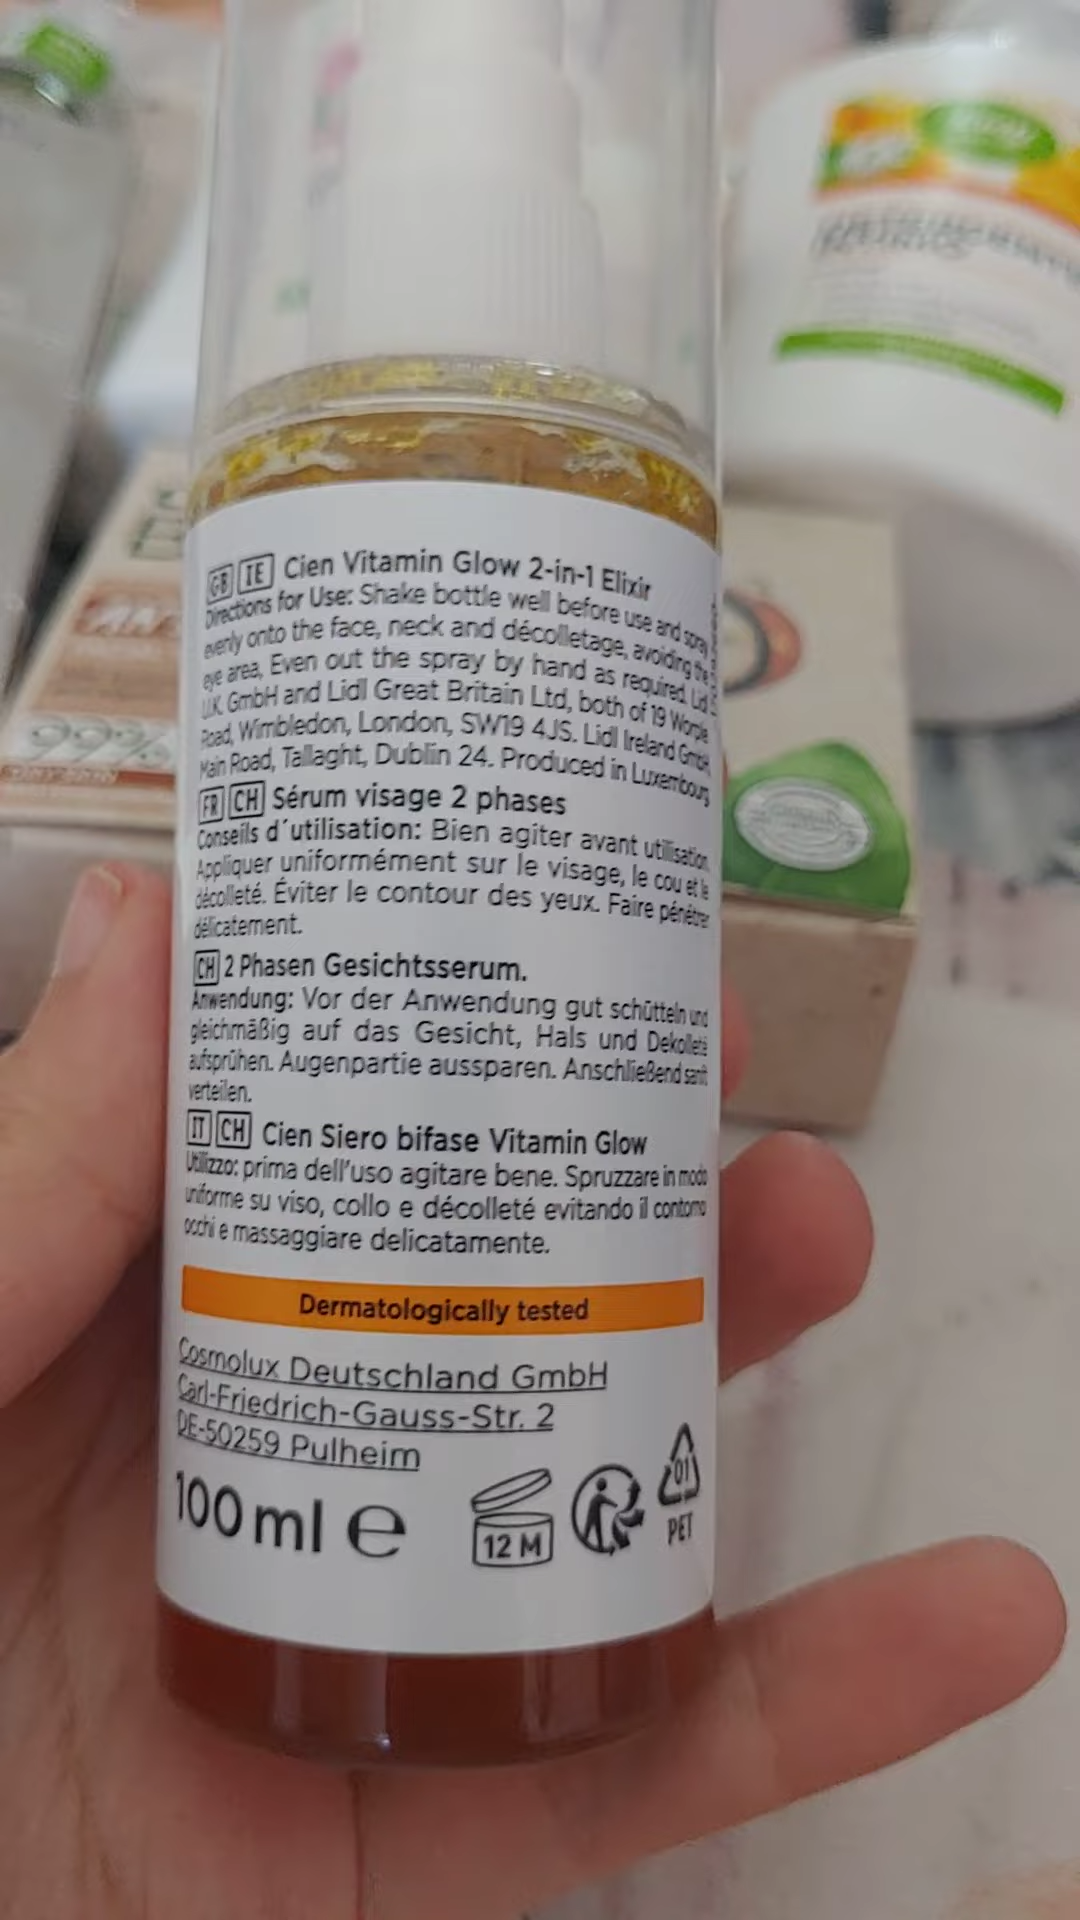 GB IE Cien Vitamin Glow 2-in-1 Elixir
Directions for Use: Shake bottle well before use and spray
evenly onto the face, neck and décolletage, avoiding the
eye area, Even out the spray by hand as required. Lidl
U.K. GmbH and Lidl Great Britain Ltd, both of 19 Worple
Road, Wimbledon, London, SW19 4JS. Lidl Ireland GmbH,
Main Road, Tallaght, Dublin 24. Produced in Luxembourg
FR CH Sérum visage 2 phases
Conseils d´utilisation: Bien agiter avant utilisation.
Appliquer uniformément sur le visage, le cou et le
décolleté. Éviter le contour des yeux. Faire pénétrer
délicatement.
CH 2 Phasen Gesichtsserum.
Anwendung: Vor der Anwendung gut schütteln und
gleichmäßig auf das Gesicht, Hals und Dekolleté
aufsprühen. Augenpartie aussparen. Anschließend sanft
verteilen.
IT CH Cien Siero bifase Vitamin Glow
Utilizzo: prima dell'uso agitare bene. Spruzzare in modo
uniforme su viso, collo e décolleté evitando il contorno
occhi e massaggiare delicatamente.
Dermatologically tested
Cosmolux Deutschland GmbH
Carl-Friedrich-Gauss-Str. 2
DE-50259 Pulheim
100 ml e
12 M
01
PET
99%